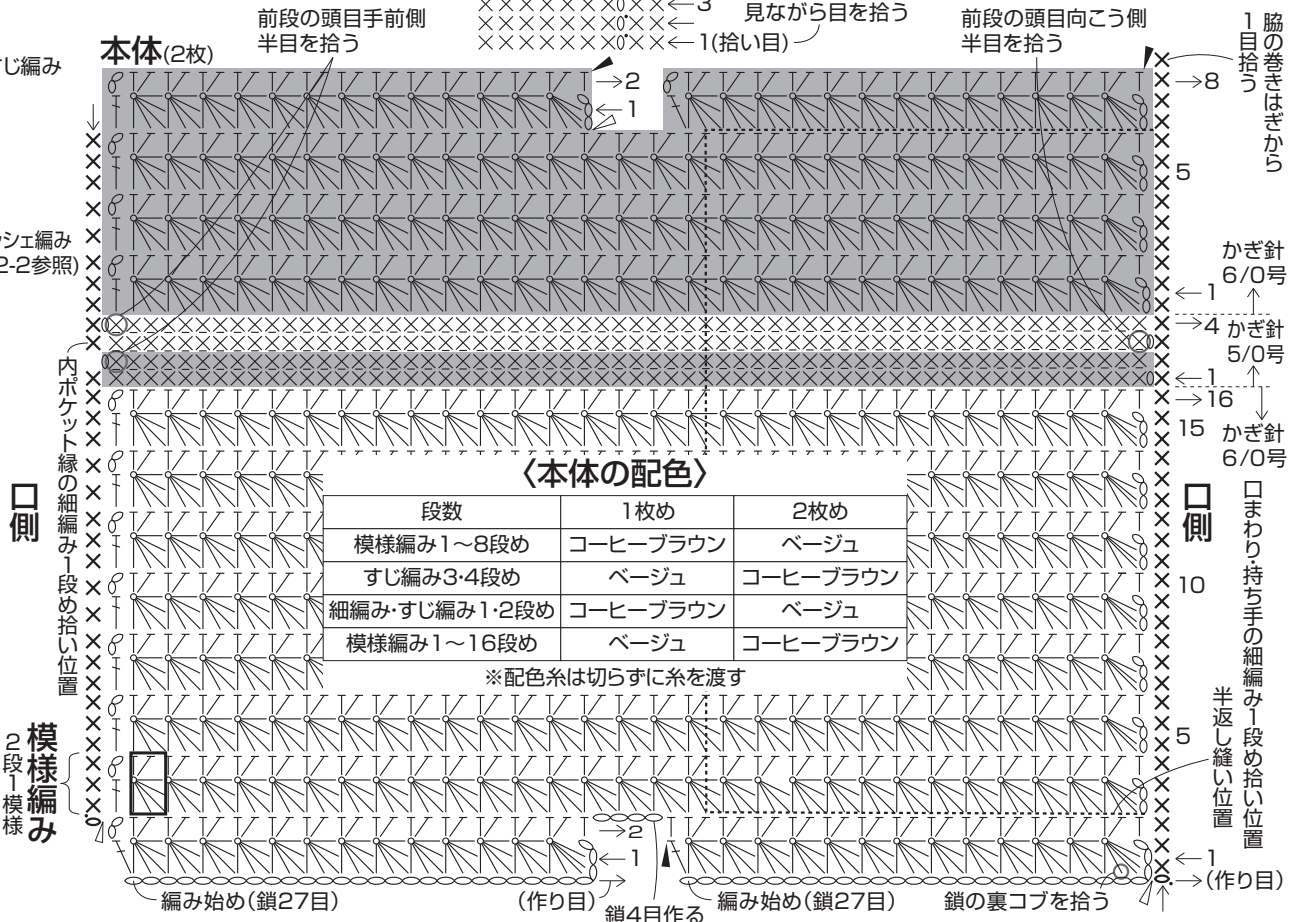 前段の頭目手前側
半目を拾う
3
1(拾い目)
見ながら目を拾う
前段の頭目向こう側
半目を拾う
脇の巻きはぎから
1目拾う
本体(2枚)
すじ編み
2
1
8
5
シェ編み
2-2参照)
かぎ針
6/0号
1
4
かぎ針
5/0号
1
16
15
かぎ針
6/0号
内ポケット縁の細編み1段め拾い位置
口側
〈本体の配色〉
段数 1枚め 2枚め
模様編み1〜8段め コーヒーブラウン ベージュ
すじ編み3・4段め ベージュ コーヒーブラウン
細編み・すじ編み1・2段め コーヒーブラウン ベージュ
模様編み1〜16段め ベージュ コーヒーブラウン
※配色糸は切らずに糸を渡す
口側
10
口まわり・持ち手の細編み1段め拾い位置
半返し縫い位置
5
模様編み
2段1模様
2
1
1
(作り目)
編み始め(鎖27目)
(作り目)
鎖4目作る
編み始め(鎖27目)
鎖の裏コブを拾う